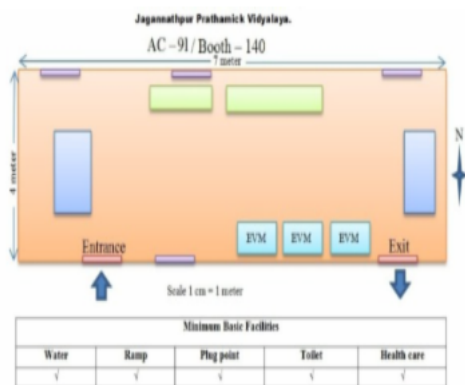 Jagannathpur Prathamick Vidyalaya.
AC – 91/ Booth – 140
7 meter
4 meter
N
EVM EVM EVM
Entrance Exit
Scale 1 cm = 1 meter
Minimum Basic Facilities
Water Ramp Plug point Toilet Health care
√ √ √ √ √